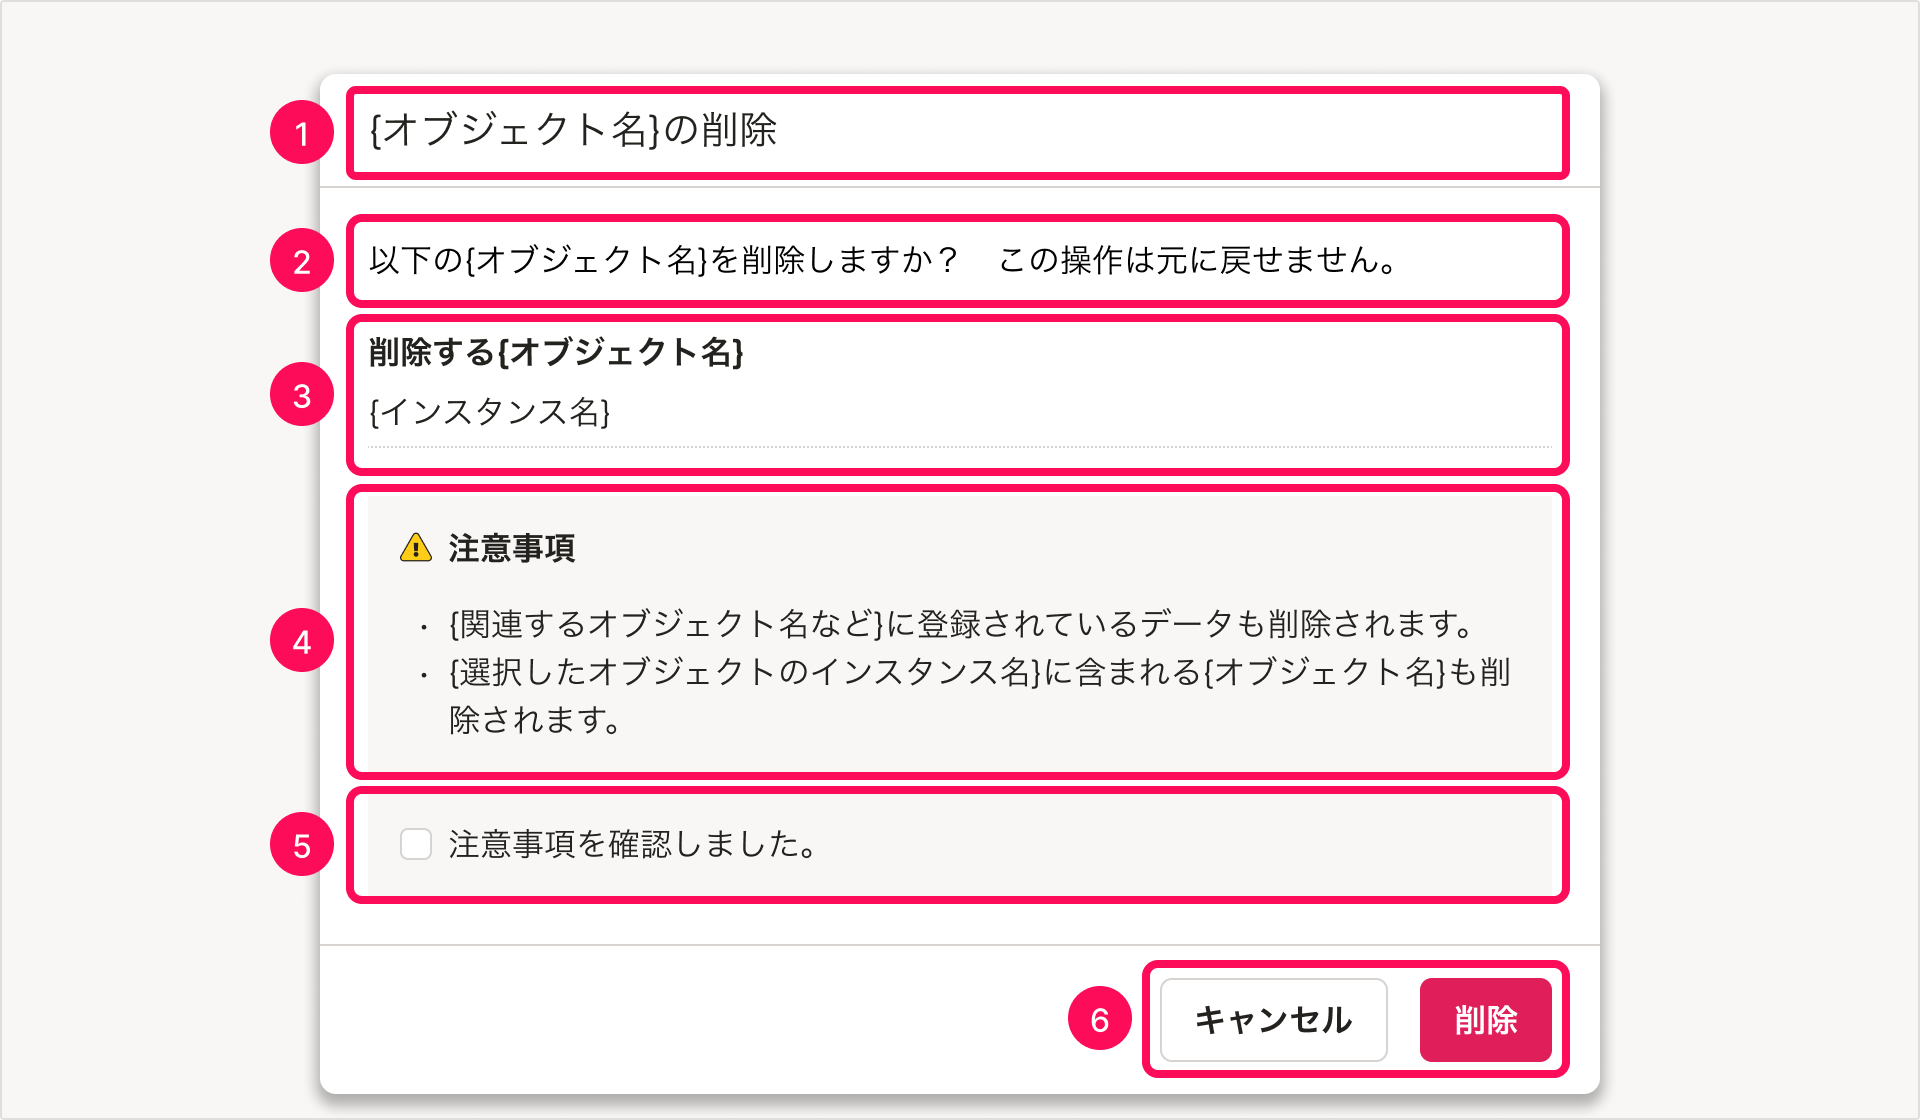 1
{オブジェクト名}の削除
2
以下の{オブジェクト名}を削除しますか？　この操作は元に戻せません。
3
削除する{オブジェクト名}
{インスタンス名}
4
注意事項
・{関連するオブジェクト名など}に登録されているデータも削除されます。
・{選択したオブジェクトのインスタンス名}に含まれる{オブジェクト名}も削
除されます。
5
注意事項を確認しました。
6
キャンセル
削除